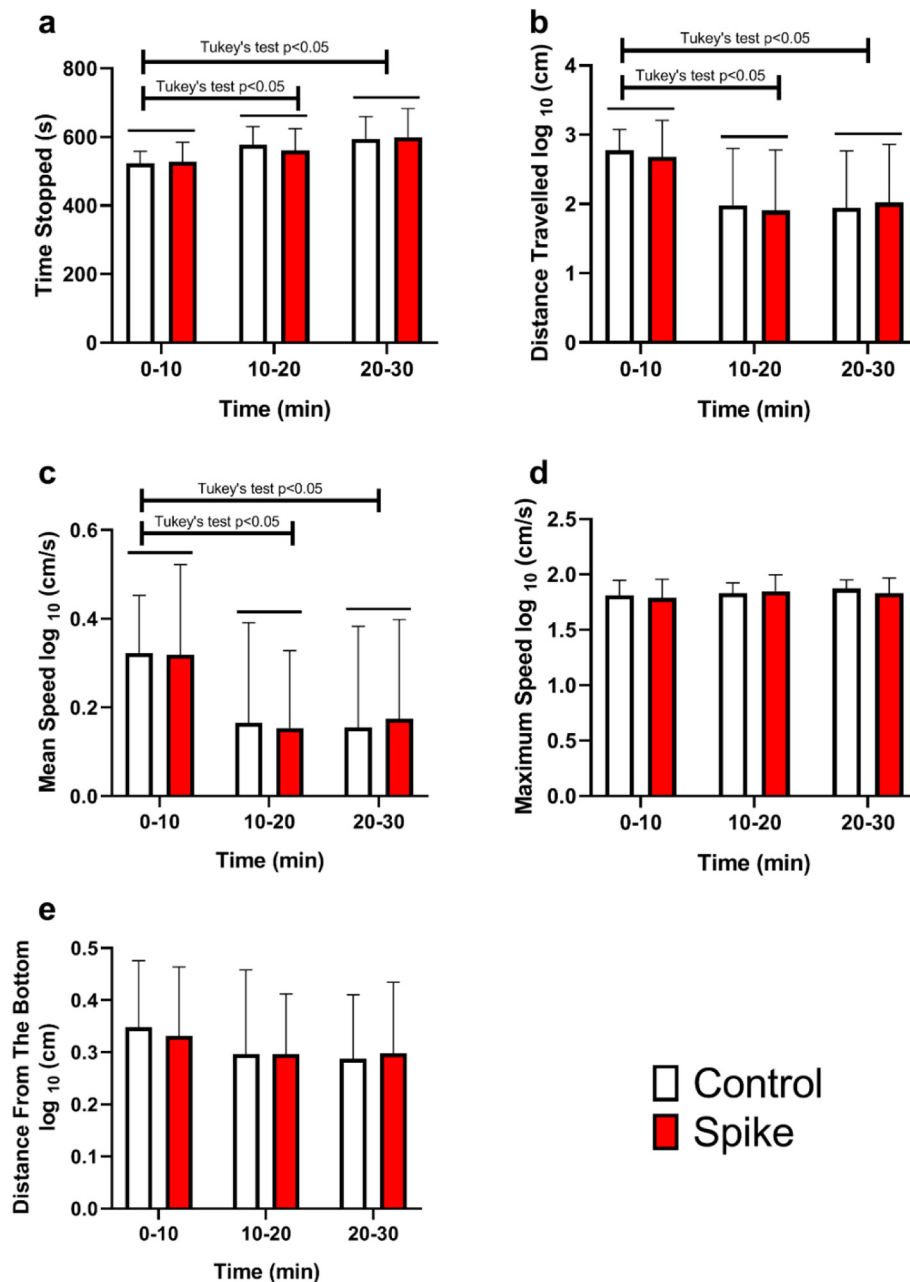 a
Tukey's test p<0.05
Tukey's test p<0.05
Time Stopped (s)
800
600
400
200
0
0-10 10-20 20-30
Time (min)
b
Tukey's test p<0.05
Tukey's test p<0.05
Distance Travelled log 10 (cm)
4
3
2
1
0
0-10 10-20 20-30
Time (min)
c
Tukey's test p<0.05
Tukey's test p<0.05
Mean Speed log 10 (cm/s)
0.6
0.4
0.2
0.0
0-10 10-20 20-30
Time (min)
d
Maximum Speed log 10 (cm/s)
2.5
2.0
1.5
1.0
0.5
0.0
0-10 10-20 20-30
Time (min)
e
Distance From The Bottom
log 10 (cm)
0.5
0.4
0.3
0.2
0.1
0.0
0-10 10-20 20-30
Time (min)
Control
Spike